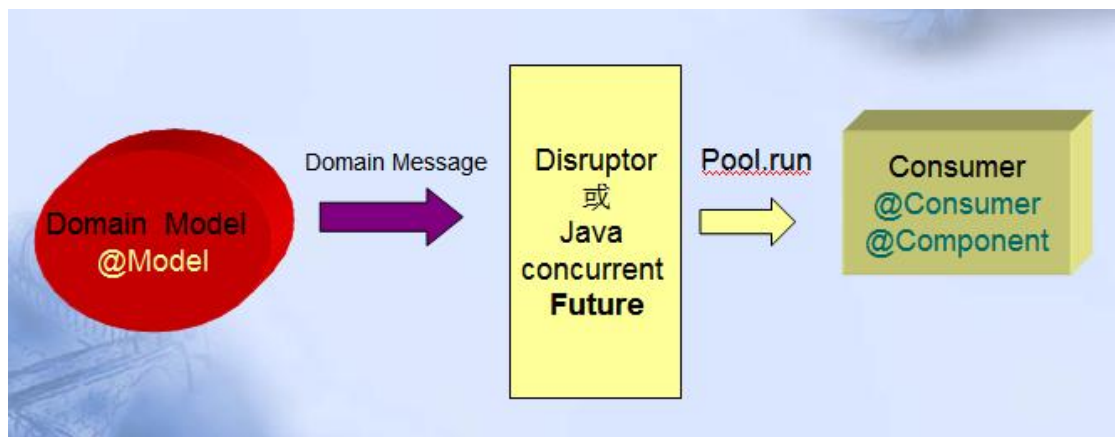 Domain Model
@Model
Domain Message
Disruptor
或
Java
concurrent
Future
Pool.run
Consumer
@Consumer
@Component